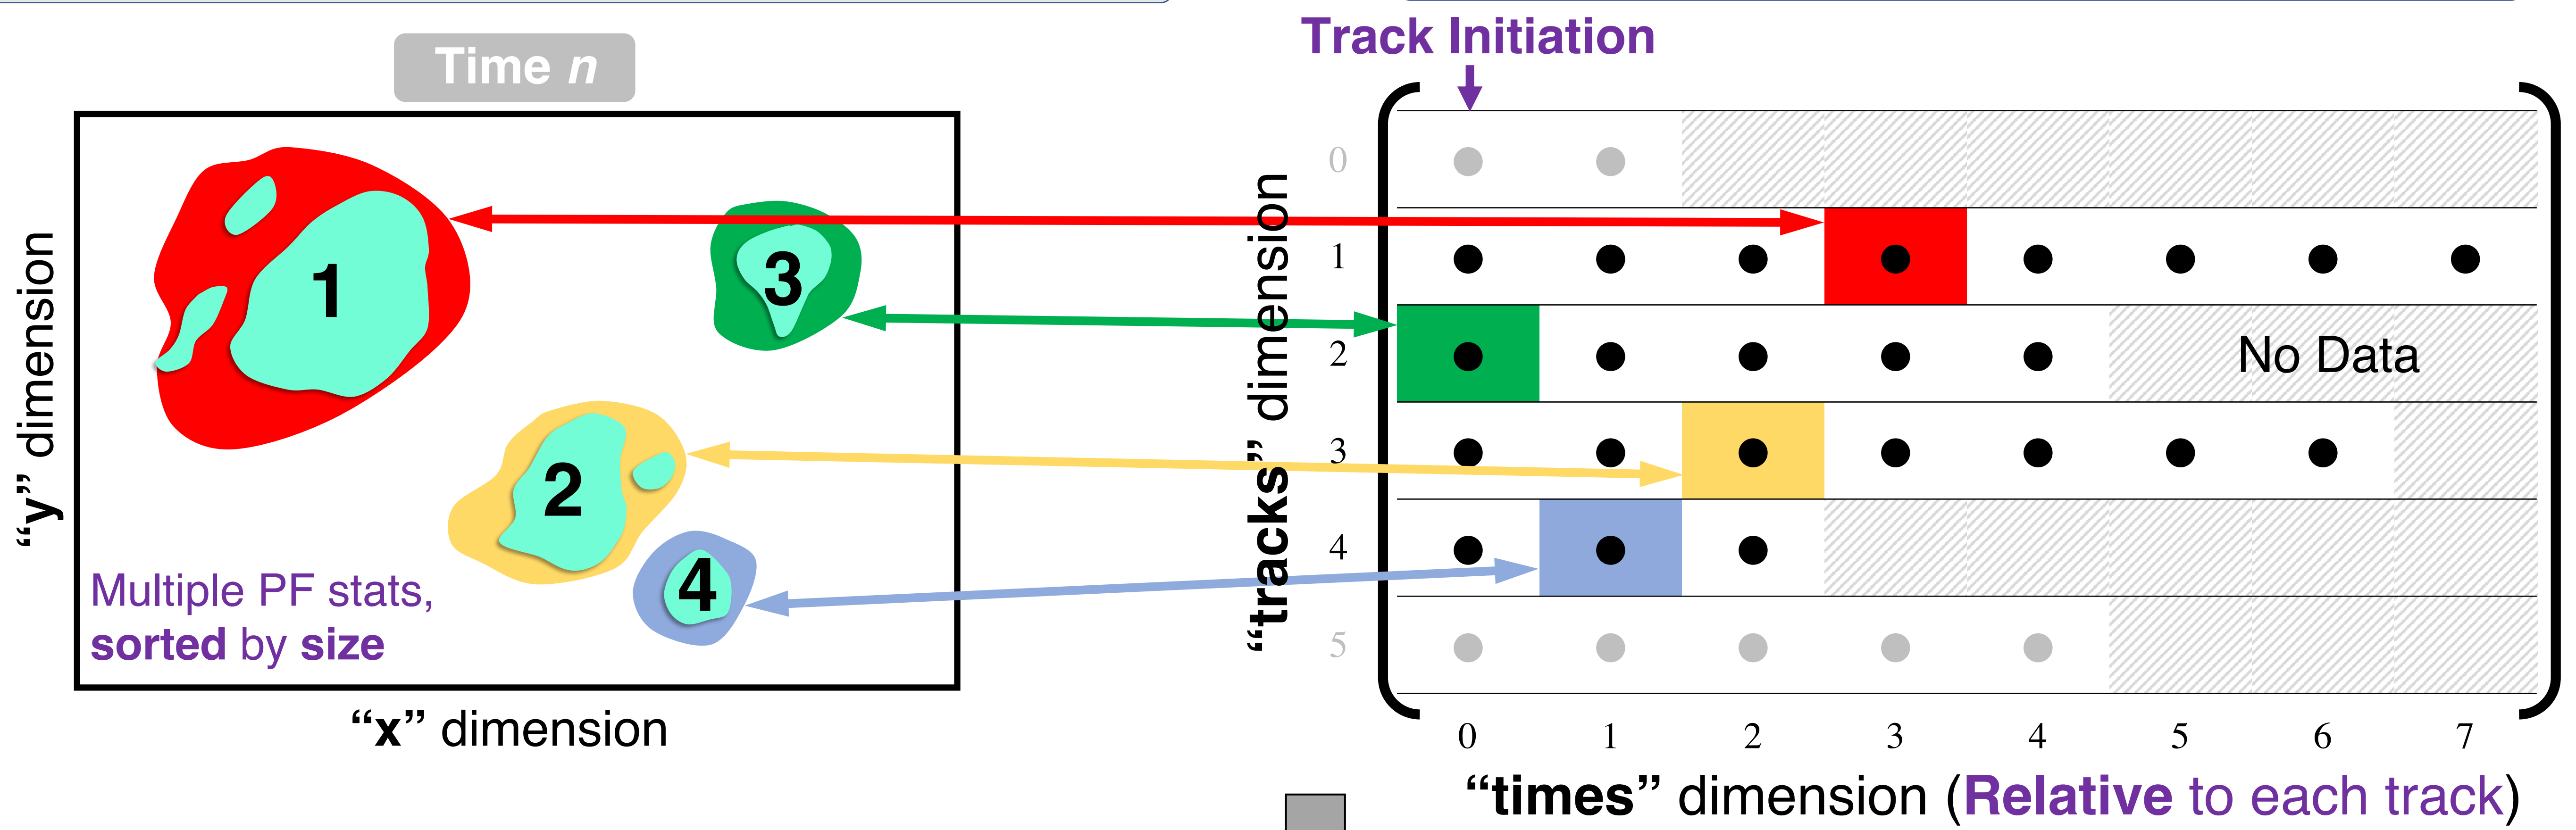 Track Initiation
Time n
“y” dimension
1
3
2
4
Multiple PF stats,
sorted by size
“x” dimension
“tracks” dimension
0
1
2
No Data
3
4
5
0 1 2 3 4 5 6 7
“times” dimension (Relative to each track)